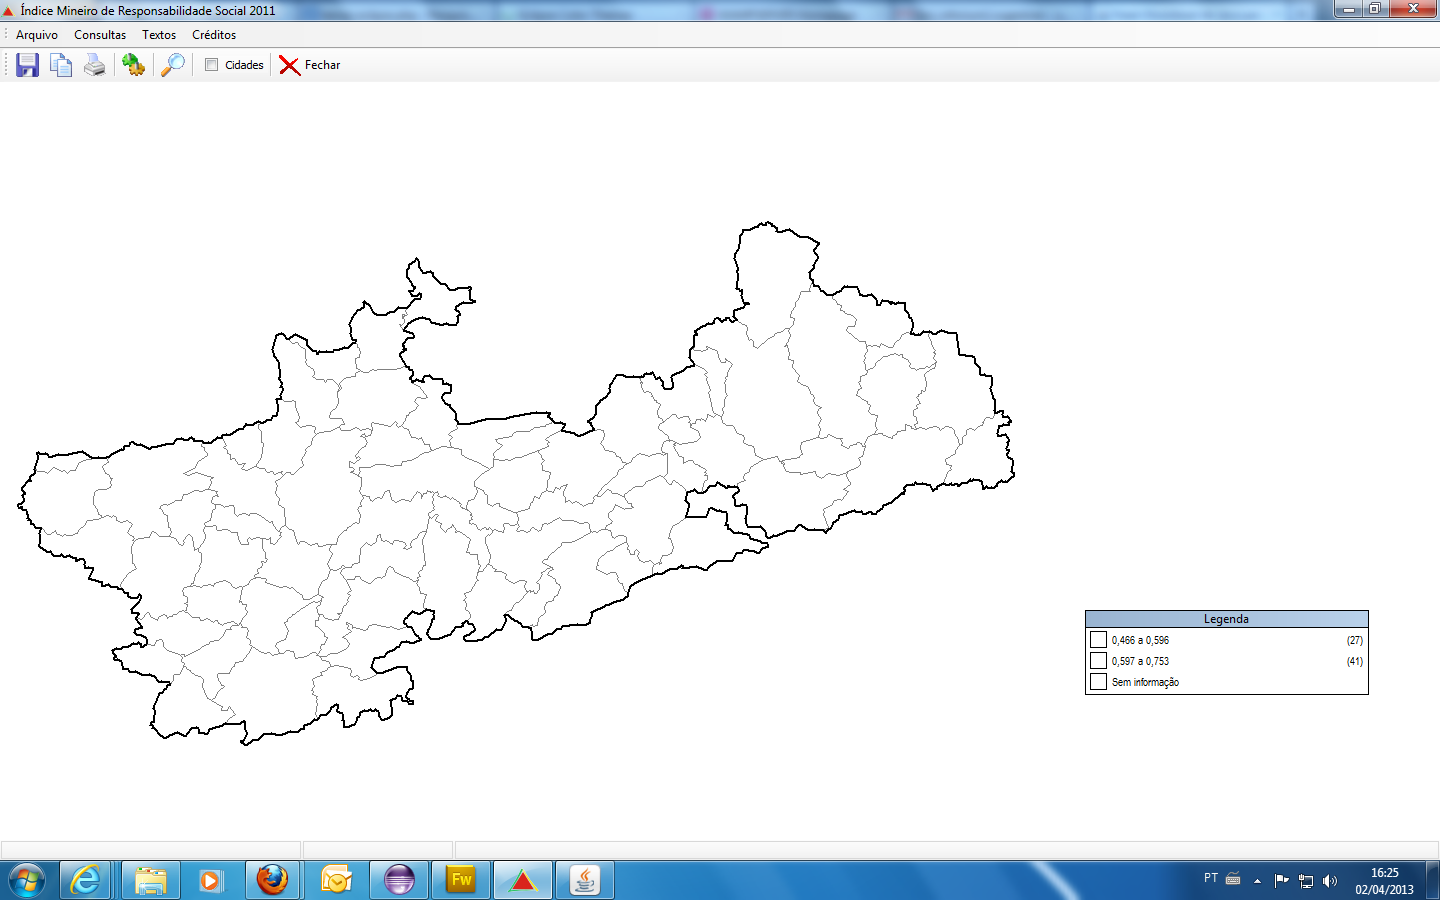 Índice Mineiro de Responsabilidade Social 2011
Arquivo Consultas Textos Créditos
Cidades Fechar
Legenda
0,466 a 0,596 (27)
0,597 a 0,753 (41)
Sem informação
Fw
PT
16:25
02/04/2013